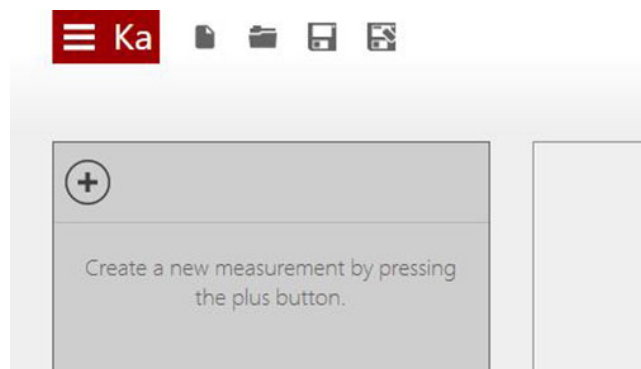 Ka
Create a new measurement by pressing
the plus button.